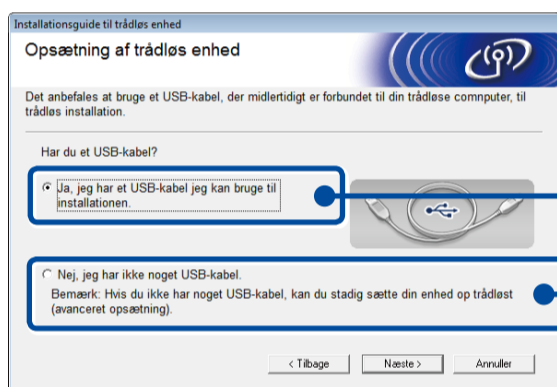 Installationsguide til trådløs enhed
Opsætning af trådløs enhed
Det anbefales at bruge et USB-kabel, der midlertidigt er forbundet til din trådløse comnputer, til
trådløs installation.
Har du et USB-kabel?
Ja, jeg har et USB-kabel jeg kan bruge til
installationen.
Nej, jeg har ikke noget USB-kabel.
Bemærk: Hvis du ikke har noget USB-kabel, kan du stadig sætte din enhed op trådløst
(avanceret opsætning).
< Tilbage
Næste >
Annuller